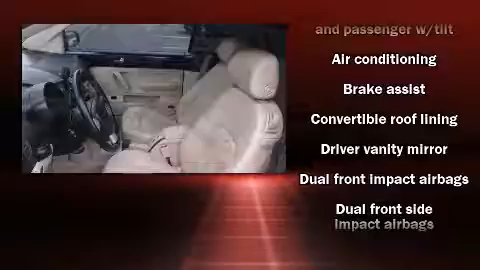 and passenger w/tilt
Air conditioning
Brake assist
Convertible roof lining
Driver vanity mirror
Dual front impact airbags
Dual front side
impact airbags